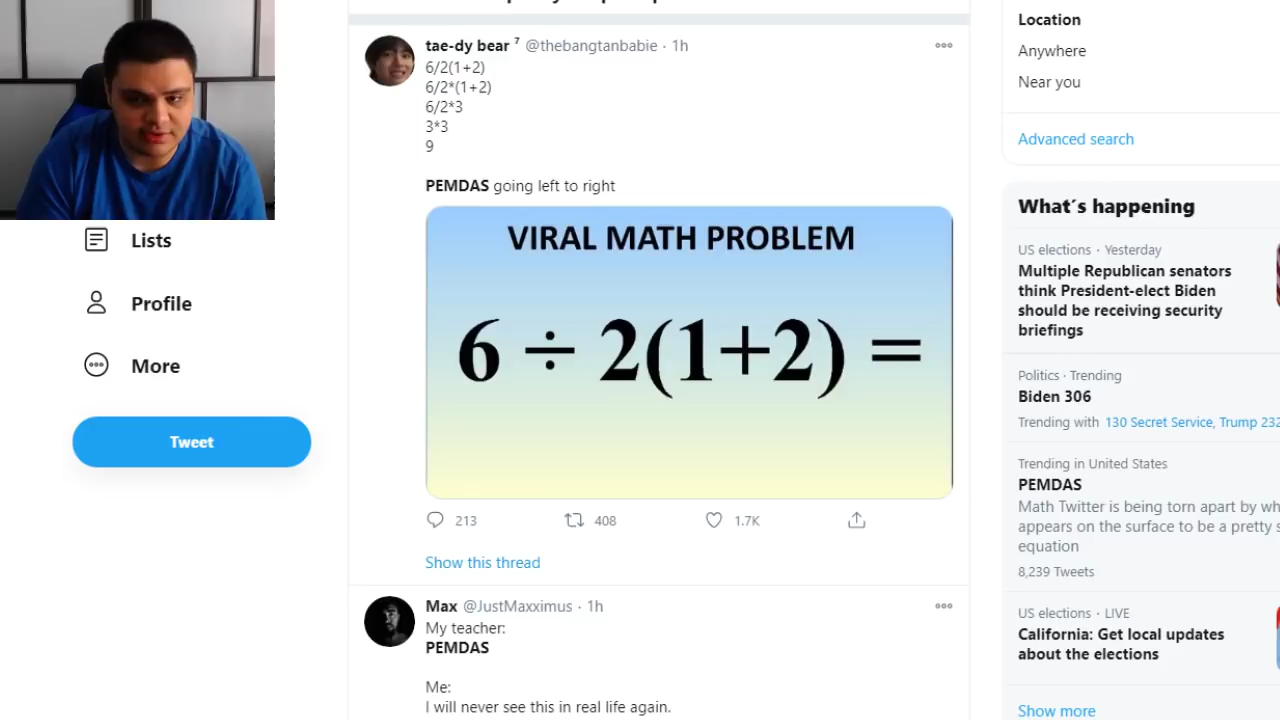 tae-dy bear ⁷ @thebangtanbabie · 1h
6/2(1+2)
6/2*(1+2)
6/2*3
3*3
9
PEMDAS going left to right
VIRAL MATH PROBLEM
6 ÷ 2(1+2) =
213 408 1.7K
Show this thread
Max @JustMaxximus · 1h
My teacher:
PEMDAS
Me:
I will never see this in real life again.
Lists
Profile
More
Tweet
Location
Anywhere
Near you
Advanced search
What's happening
US elections · Yesterday
Multiple Republican senators
think President-elect Biden
should be receiving security
briefings
Politics · Trending
Biden 306
Trending with 130 Secret Service, Trump 232
Trending in United States
PEMDAS
Math Twitter is being torn apart by wh
appears on the surface to be a pretty s
equation
8,239 Tweets
US elections · LIVE
California: Get local updates
about the elections
Show more